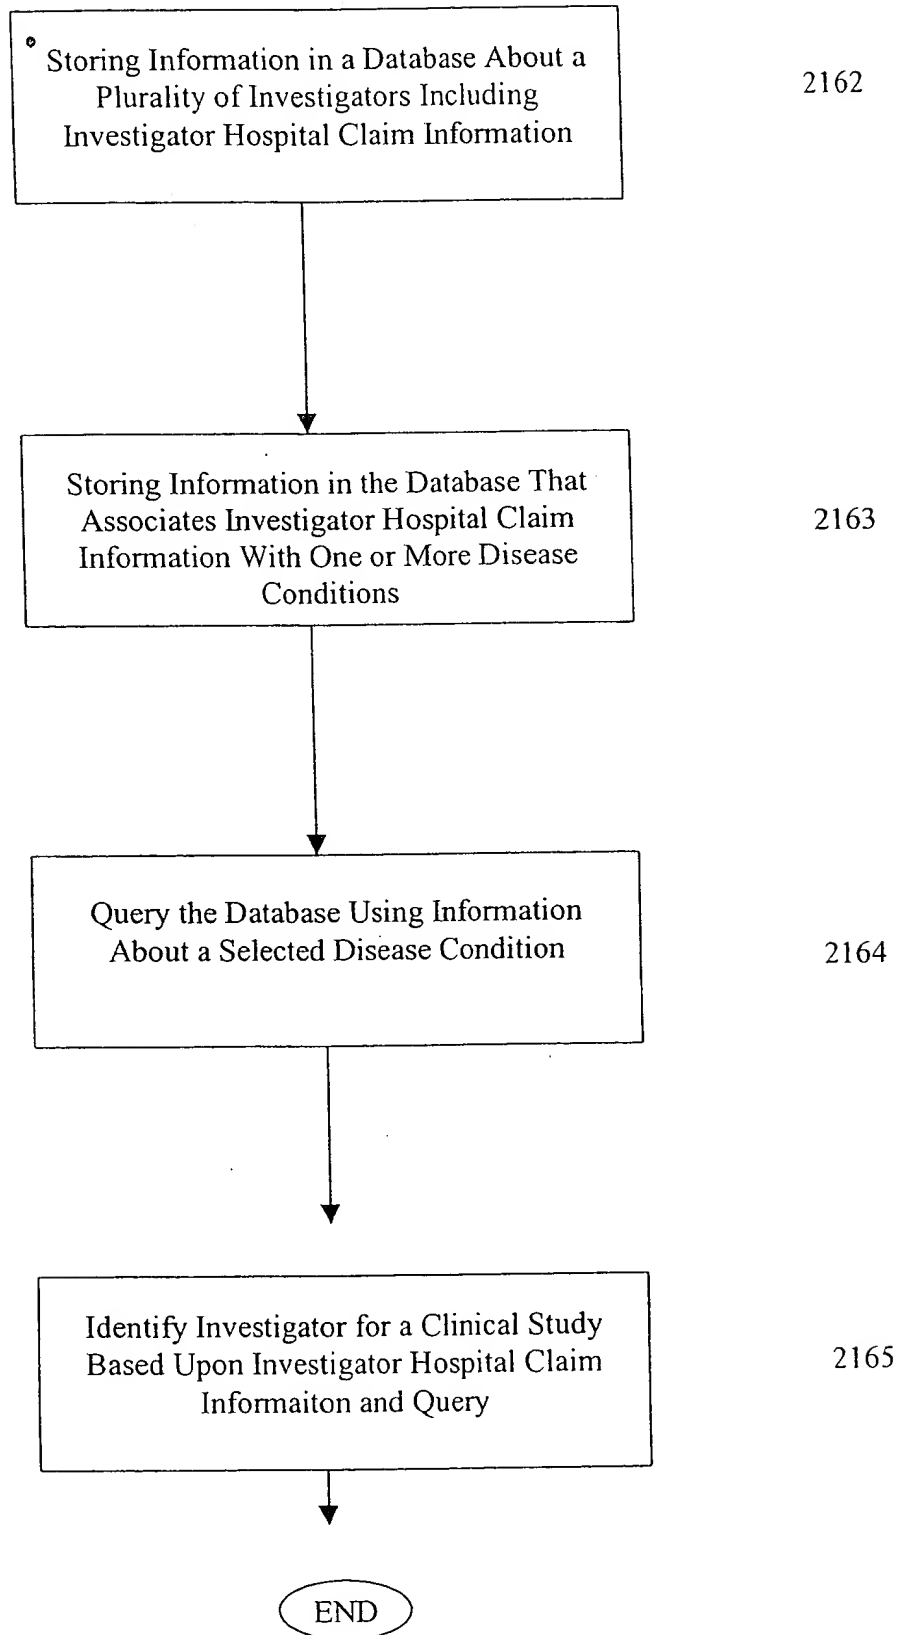 Storing Information in a Database About a
Plurality of Investigators Including
Investigator Hospital Claim Information
2162
Storing Information in the Database That
Associates Investigator Hospital Claim
Information With One or More Disease
Conditions
2163
Query the Database Using Information
About a Selected Disease Condition
2164
Identify Investigator for a Clinical Study
Based Upon Investigator Hospital Claim
Informaiton and Query
2165
END